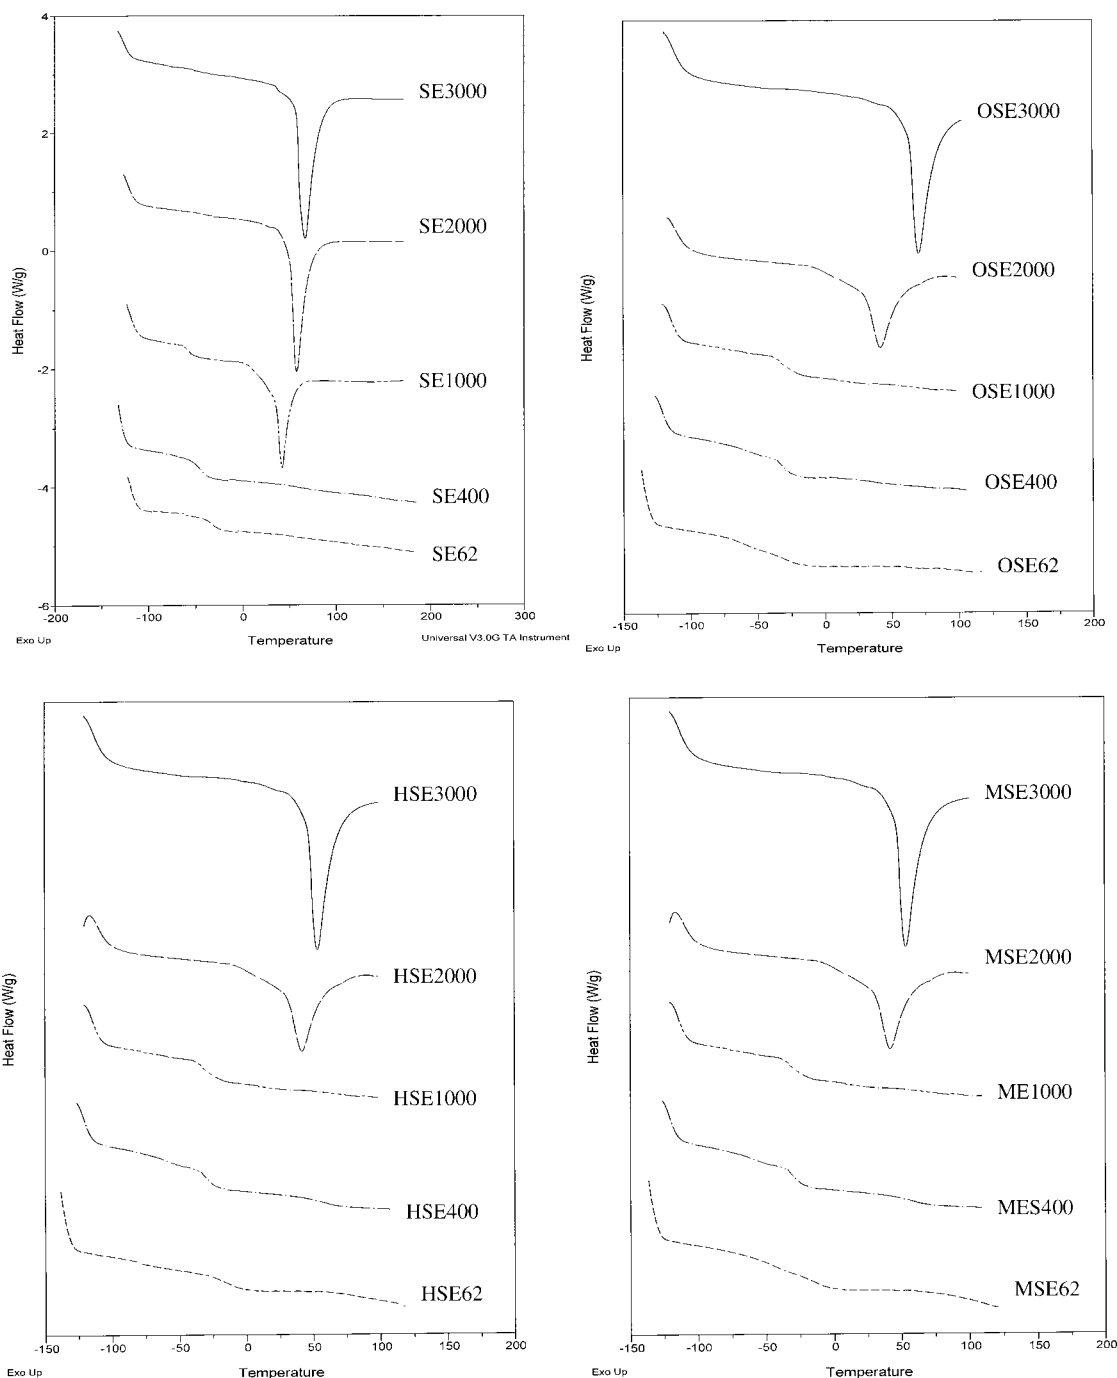 4
2
0
-2
-4
-6
Heat Flow (W/g)
SE3000
SE2000
SE1000
SE400
SE62
-200
-100
0
100
200
300
Exo Up
Temperature
Universal V3.0G TA Instrument
Heat Flow (W/g)
OSE3000
OSE2000
OSE1000
OSE400
OSE62
-150
-100
-50
0
50
100
150
200
Exo Up
Temperature
Heat Flow (W/g)
HSE3000
HSE2000
HSE1000
HSE400
HSE62
-150
-100
-50
0
50
100
150
200
Exo Up
Temperature
Heat Flow (W/g)
MSE3000
MSE2000
ME1000
MES400
MSE62
-150
-100
-50
0
50
100
150
200
Exo Up
Temperature